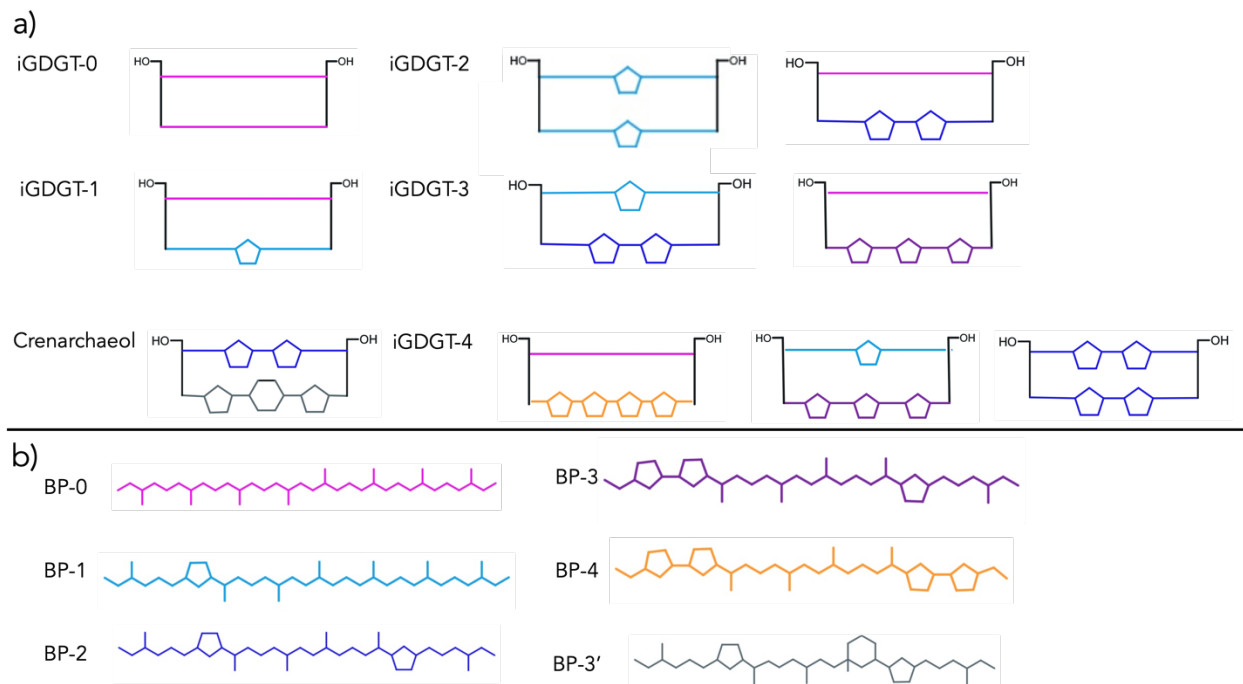 a)
iGDGT-0
HO
OH
iGDGT-2
HO
OH
HO
OH
iGDGT-1
HO
OH
iGDGT-3
HO
OH
HO
OH
Crenarchaeol
HO
OH
iGDGT-4
HO
OH
HO
OH
HO
OH
b)
BP-0
BP-3
BP-1
BP-4
BP-2
BP-3′